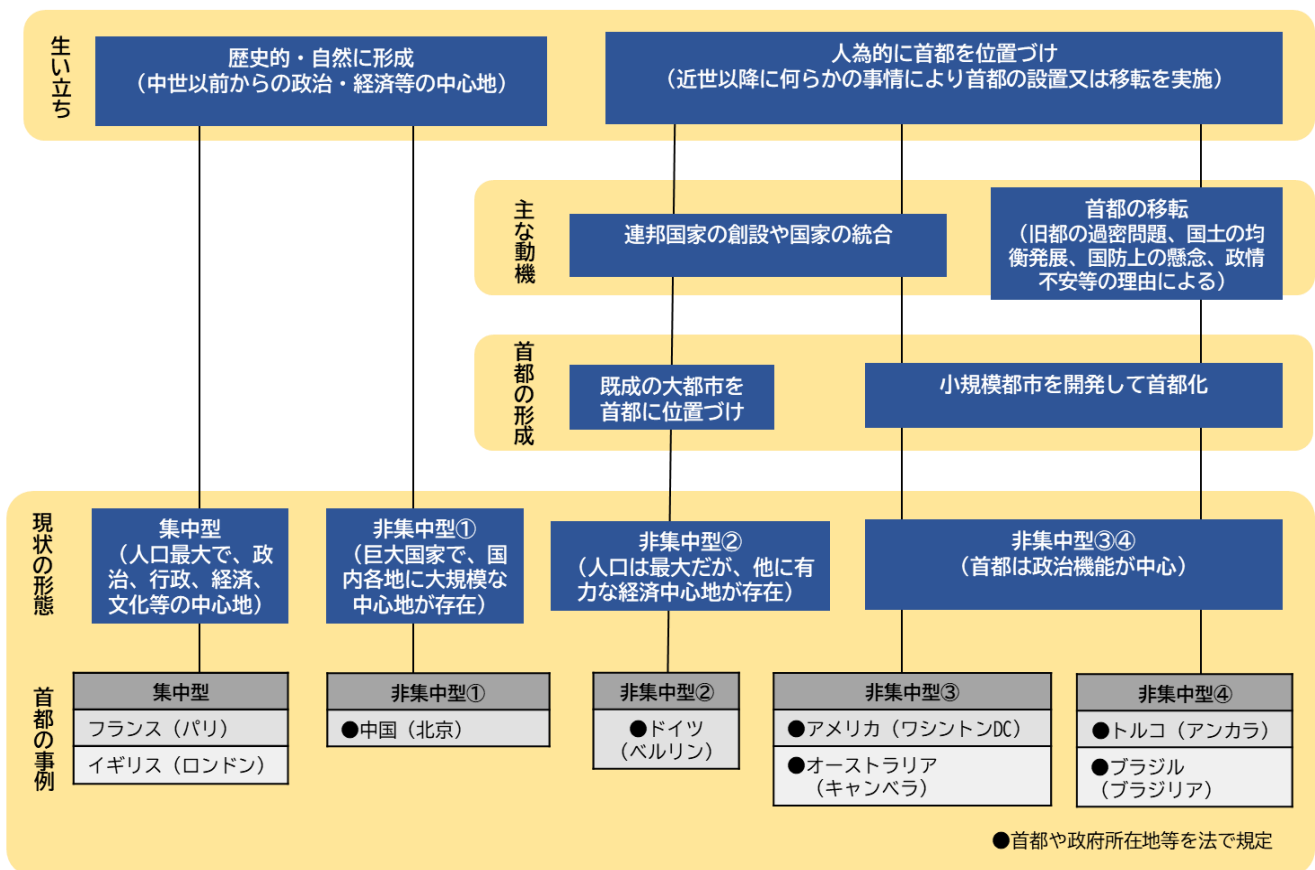 生い立ち
歴史的・自然に形成
（中世以前からの政治・経済等の中心地）
人為的に首都を位置づけ
（近世以降に何らかの事情により首都の設置又は移転を実施）
主な動機
連邦国家の創設や国家の統合
首都の移転
（旧都の過密問題、国土の均
衡発展、国防上の懸念、政情
不安等の理由による）
首都の形成
既成の大都市を
首都に位置づけ
小規模都市を開発して首都化
現状の形態
集中型
（人口最大で、政
治、行政、経済、
文化等の中心地）
非集中型①
（巨大国家で、国
内各地に大規模な
中心地が存在）
非集中型②
（人口は最大だが、他に有
力な経済中心地が存在）
非集中型③④
（首都は政治機能が中心）
首都の事例
集中型
フランス（パリ）
イギリス（ロンドン）
非集中型①
●中国（北京）
非集中型②
●ドイツ
（ベルリン）
非集中型③
●アメリカ（ワシントンDC）
●オーストラリア
（キャンベラ）
非集中型④
●トルコ（アンカラ）
●ブラジル
（ブラジリア）
●首都や政府所在地等を法で規定